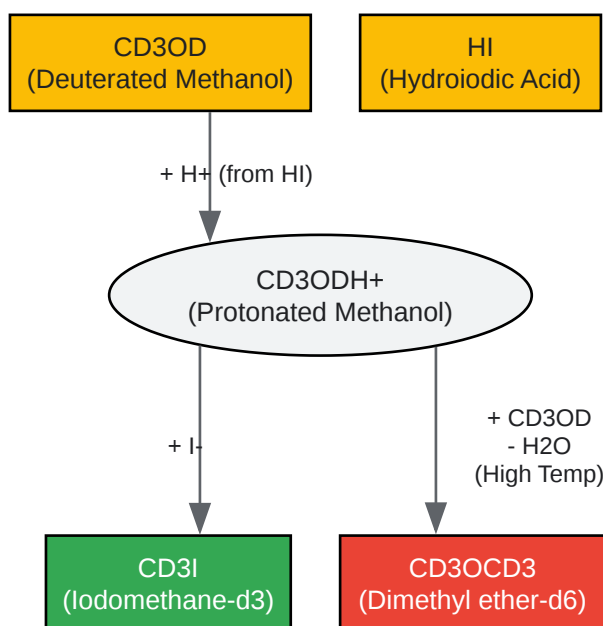 CD3OD
(Deuterated Methanol)
HI
(Hydroiodic Acid)
+ H+ (from HI)
CD3ODH+
(Protonated Methanol)
+ I-
+ CD3OD
- H2O
(High Temp)
CD3I
(Iodomethane-d3)
CD3OCD3
(Dimethyl ether-d6)